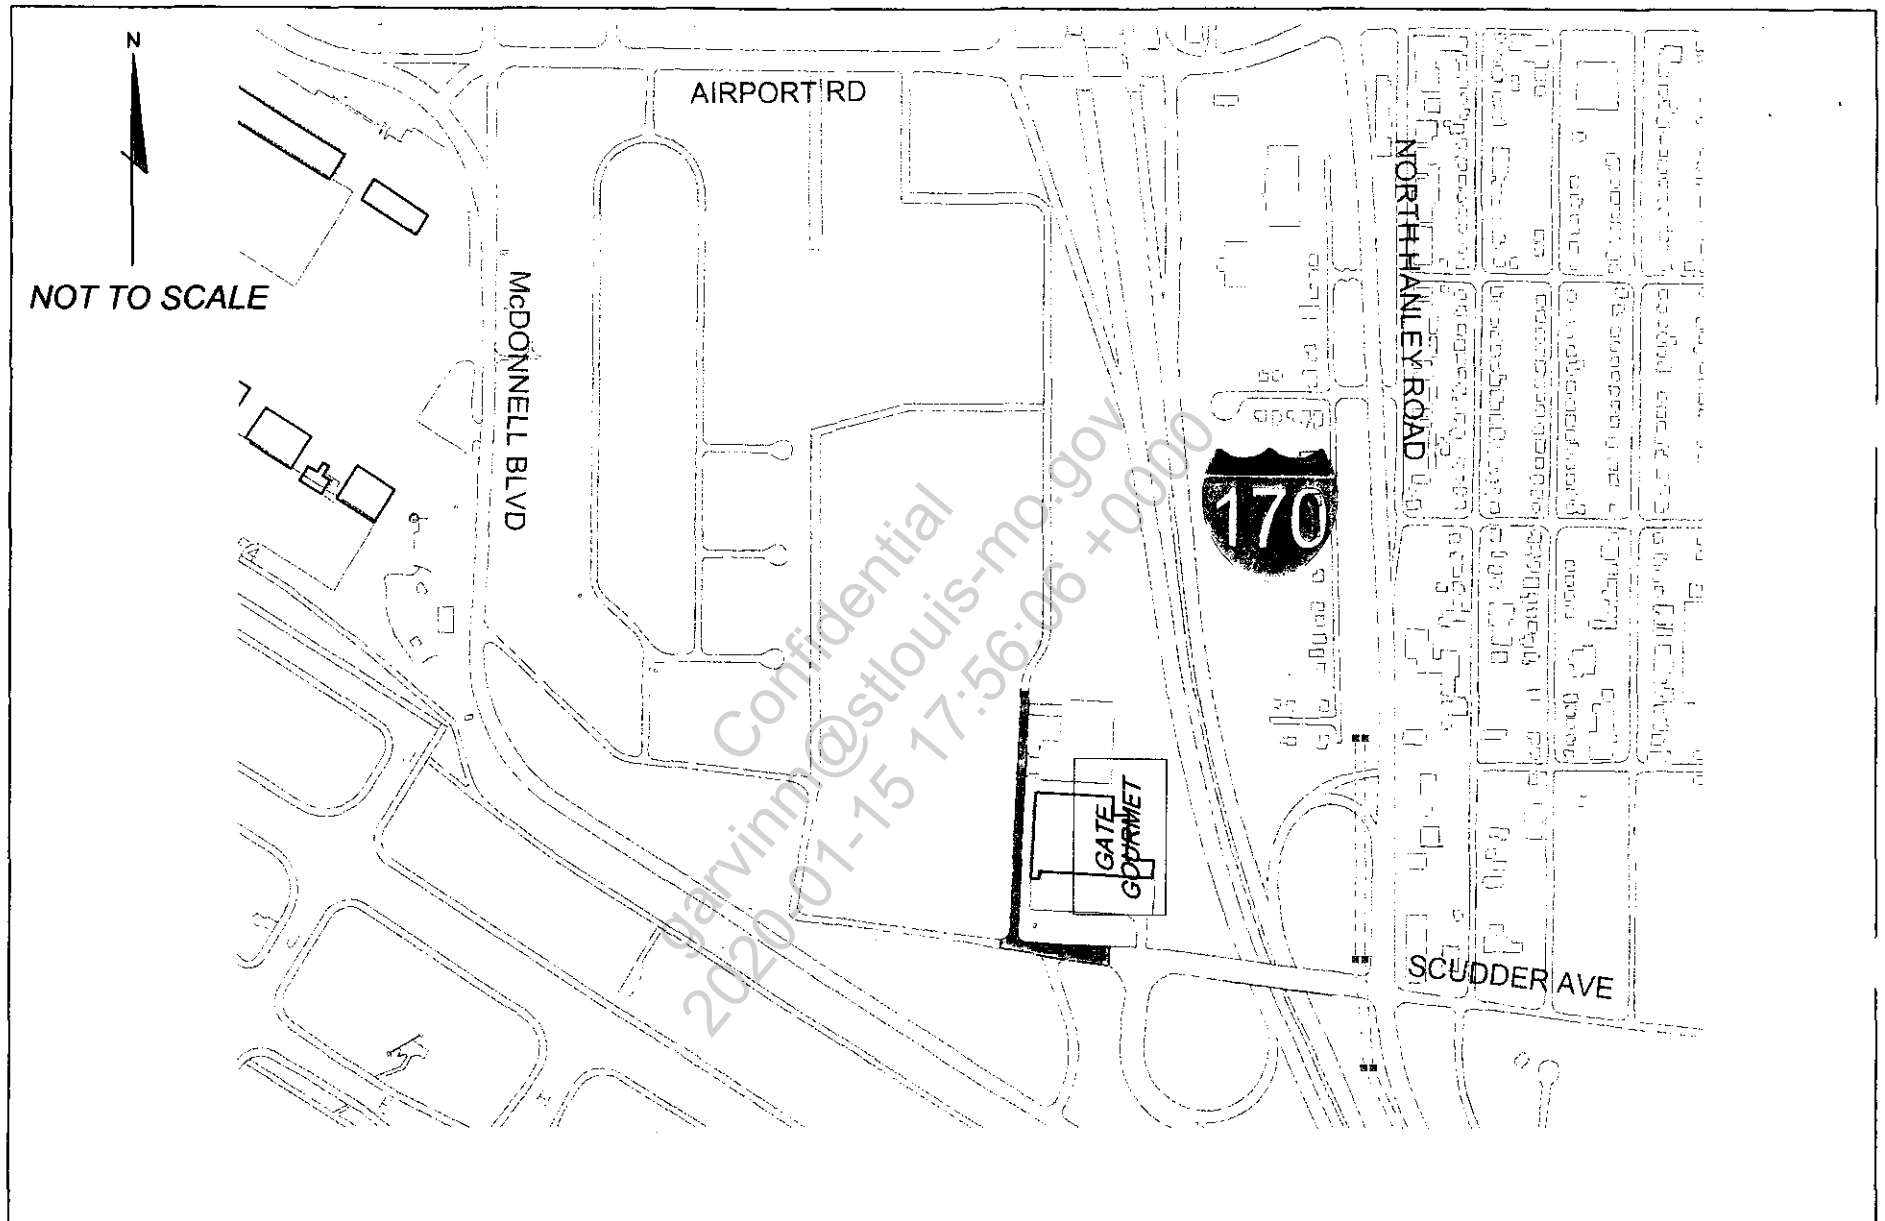 N
NOT TO SCALE
AIRPORT RD
McDONNELL BLVD
NORTH HANLEY ROAD
170
GATE
GOURMET
SCUDDER AVE
Confidential
garvinm@stlouis-mo.gov
2020-01-15 17:56:06 +0000